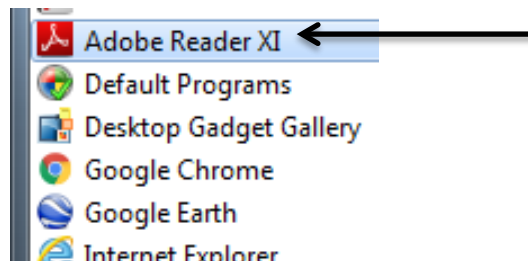 Adobe Reader XI
Default Programs
Desktop Gadget Gallery
Google Chrome
Google Earth
Internet Explorer